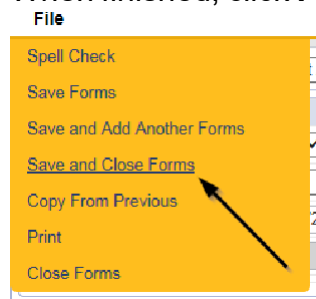 File
Spell Check
Save Forms
Save and Add Another Forms
Save and Close Forms
Copy From Previous
Print
Close Forms